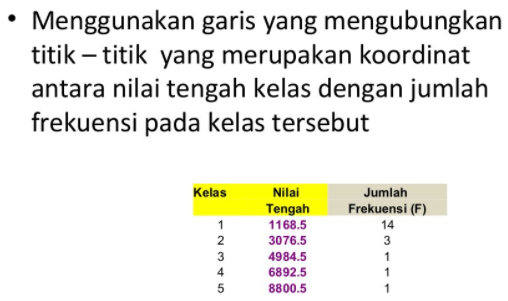 • Menggunakan garis yang mengubungkan
titik – titik yang merupakan koordinat
antara nilai tengah kelas dengan jumlah
frekuensi pada kelas tersebut
Kelas Nilai Jumlah
Tengah Frekuensi (F)
1 1168.5 14
2 3076.5 3
3 4984.5 1
4 6892.5 1
5 8800.5 1